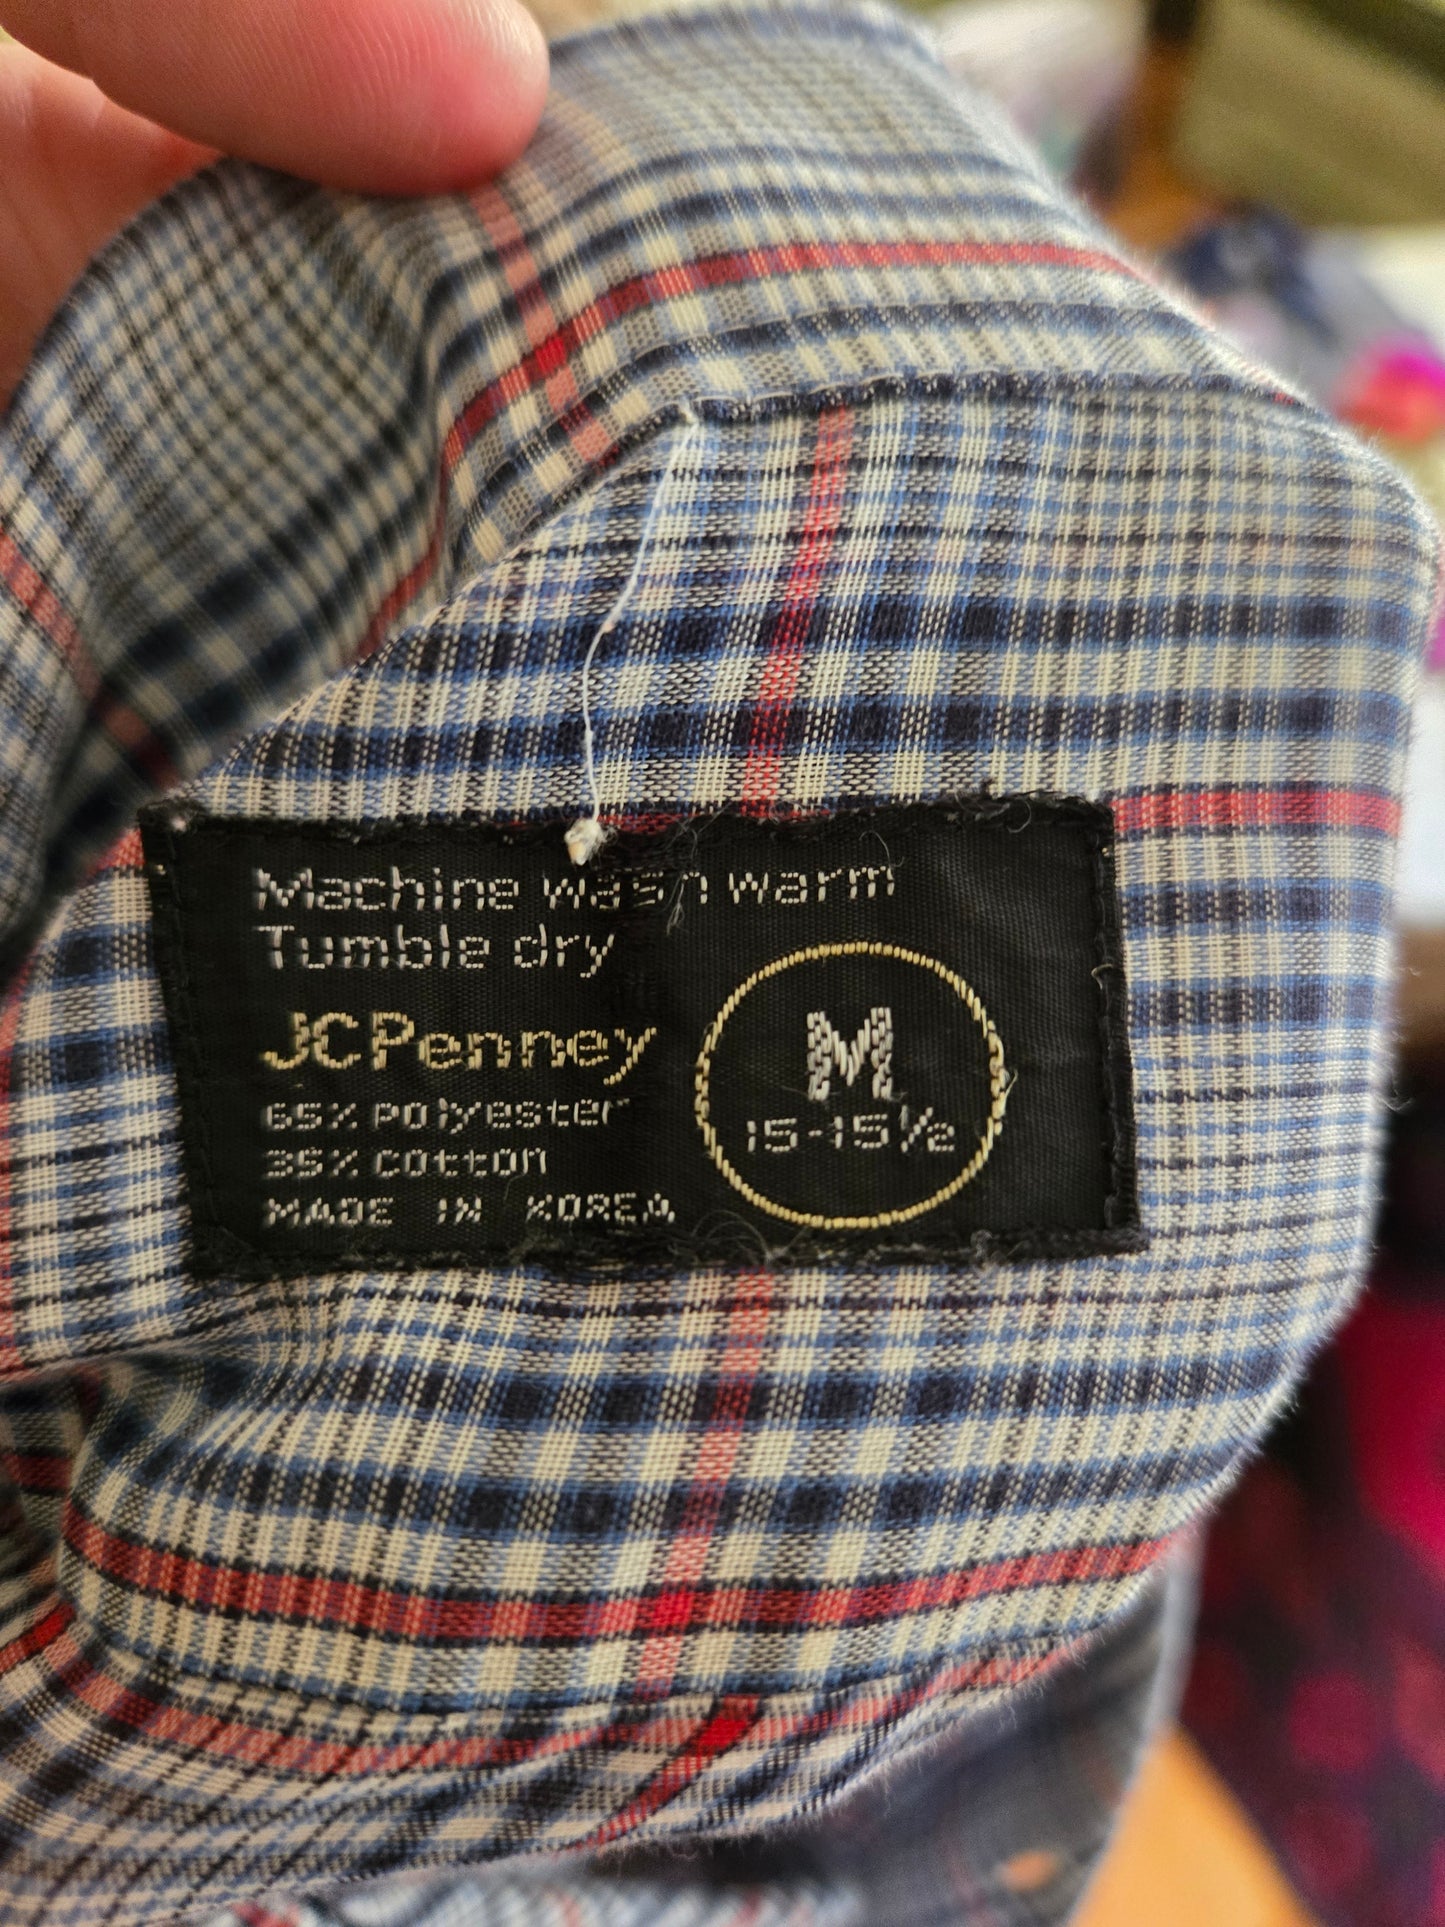 Machine wash warm
Tumble dry
JCPenney
65% Polyester
35% cotton
MADE IN KOREA
M
15-15½